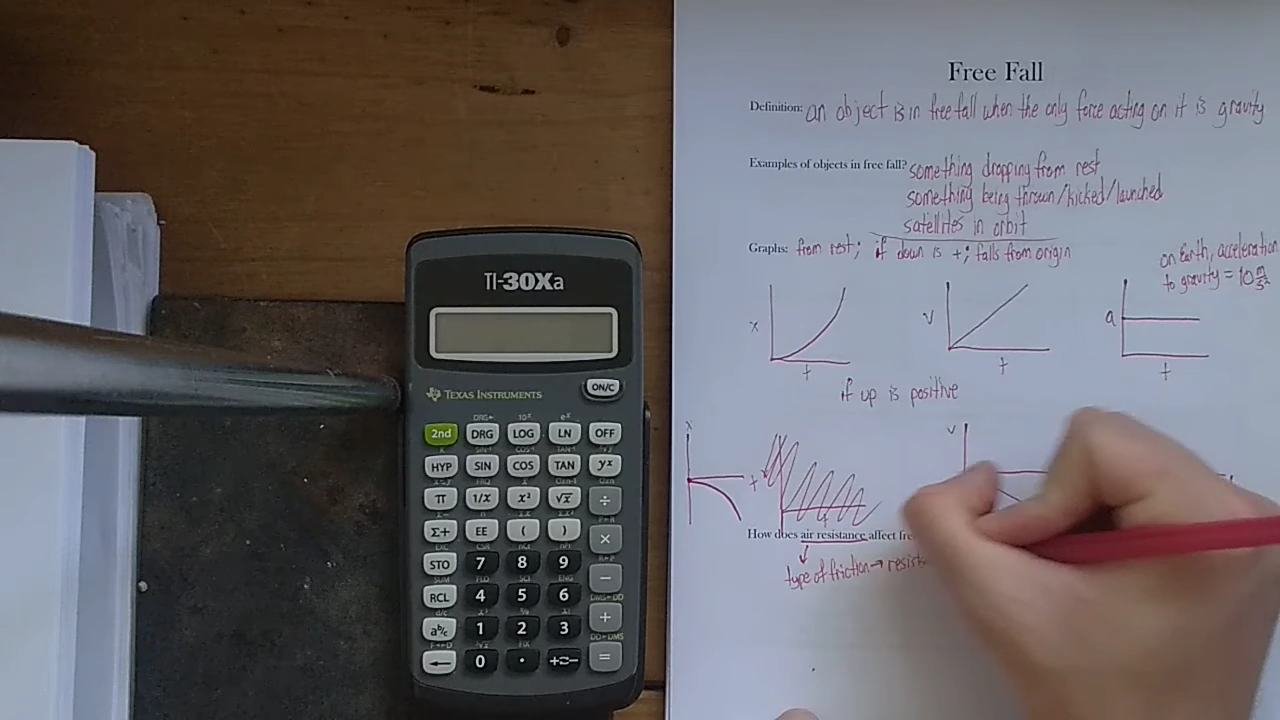 Free Fall
Definition: an object is in free fall when the only force acting on it is gravity
Examples of objects in free fall? something dropping from rest
something being thrown/kicked/launched
satellites in orbit
Graphs: from rest; if down is +; falls from origin
on Earth, acceleration
to gravity = 10 m/s²
x
t
v
t
a
t
if up is positive
x
t
v
How does air resistance affect
type of friction →
TI-30Xa
TEXAS INSTRUMENTS
ON/C
DRG← 10ˣ eˣ
2nd DRG LOG LN OFF
HYP SIN COS TAN yˣ
π 1/x x² √x ÷
Σ+ EE ( ) ×
STO 7 8 9 −
RCL 4 5 6 +
a b/c 1 2 3
0 . +⇄− =